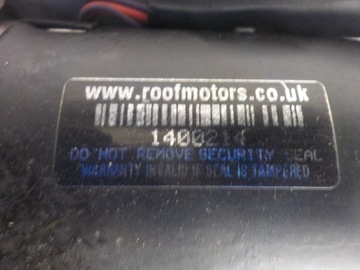 www.roofmotors.co.uk
1400214
DO NOT REMOVE SECURITY SEAL
WARRANTY INVALID IF SEAL IS TAMPERED